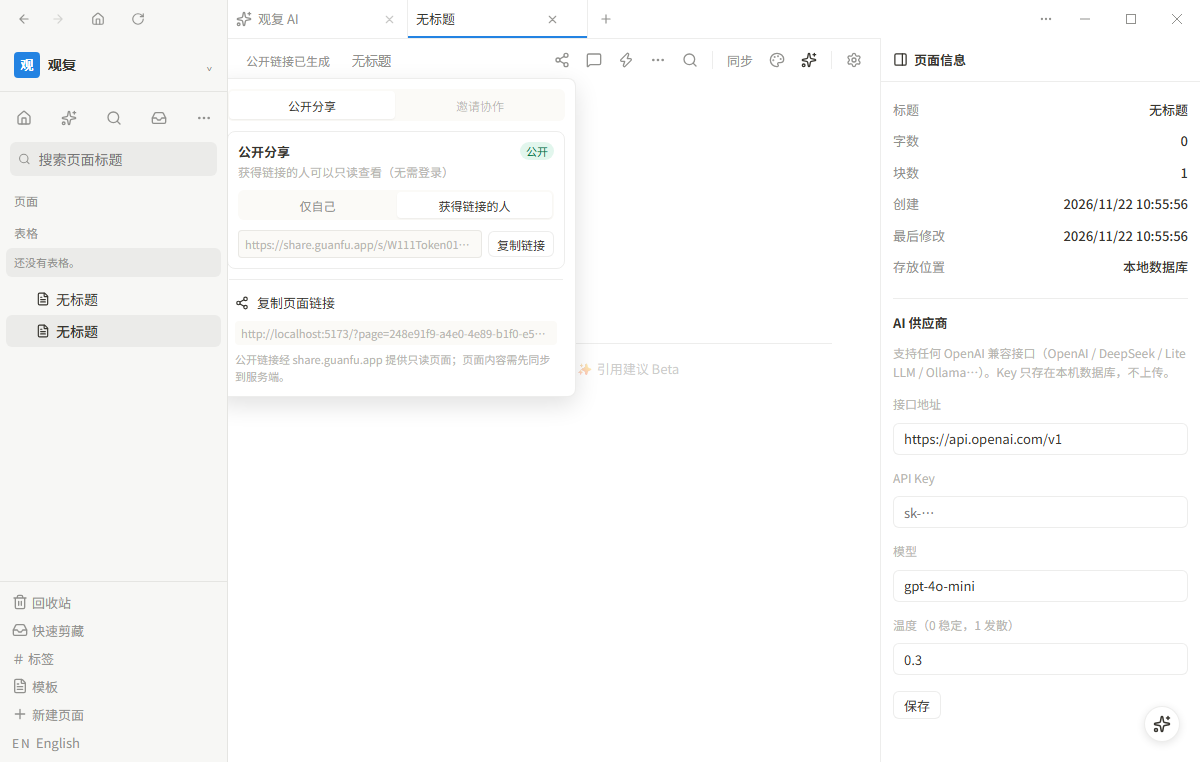 观复 AI
无标题
观
观复
公开链接已生成
无标题
同步
搜索页面标题
页面
表格
还没有表格。
无标题
无标题
回收站
快速剪藏
# 标签
模板
新建页面
EN English
公开分享
邀请协作
公开分享
公开
获得链接的人可以只读查看（无需登录）
仅自己
获得链接的人
https://share.guanfu.app/s/W111Token01…
复制链接
复制页面链接
http://localhost:5173/?page=248e91f9-a4e0-4e89-b1f0-e5…
公开链接经 share.guanfu.app 提供只读页面；页面内容需先同步
到服务端。
✨ 引用建议 Beta
页面信息
标题 无标题
字数 0
块数 1
创建 2026/11/22 10:55:56
最后修改 2026/11/22 10:55:56
存放位置 本地数据库
AI 供应商
支持任何 OpenAI 兼容接口（OpenAI / DeepSeek / Lite
LLM / Ollama…）。Key 只存在本机数据库，不上传。
接口地址
https://api.openai.com/v1
API Key
sk-…
模型
gpt-4o-mini
温度（0 稳定，1 发散）
0.3
保存